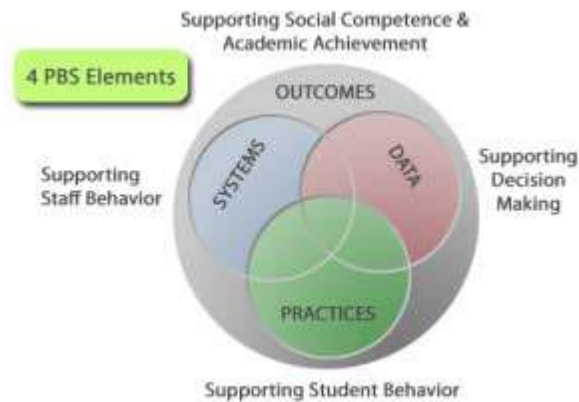 Supporting Social Competence &
Academic Achievement
4 PBS Elements
OUTCOMES
SYSTEMS
DATA
Supporting
Staff Behavior
Supporting
Decision
Making
PRACTICES
Supporting Student Behavior